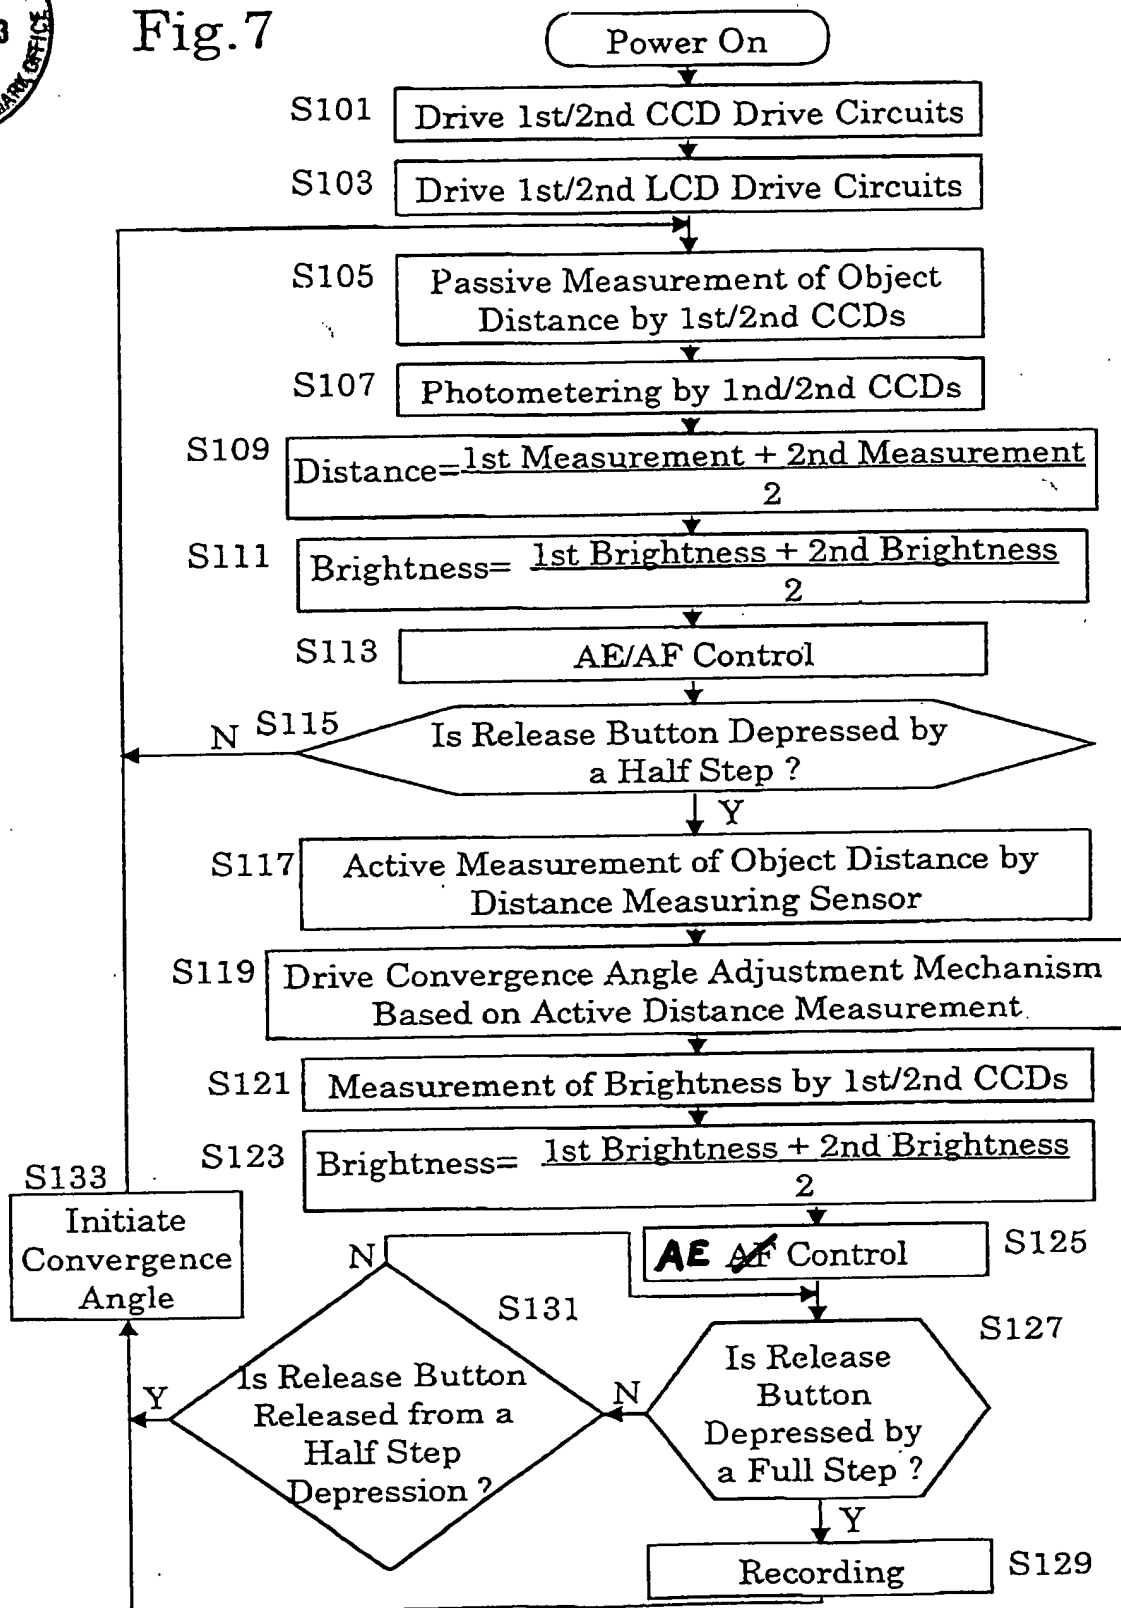 3
MARK OFFICE
Fig.7
Power On
S101
Drive 1st/2nd CCD Drive Circuits
S103
Drive 1st/2nd LCD Drive Circuits
S105
Passive Measurement of Object
Distance by 1st/2nd CCDs
S107
Photometering by 1nd/2nd CCDs
S109
Distance=1st Measurement + 2nd Measurement
2
S111
Brightness= 1st Brightness + 2nd Brightness
2
S113
AE/AF Control
N S115
Is Release Button Depressed by
a Half Step ?
Y
S117
Active Measurement of Object Distance by
Distance Measuring Sensor
S119
Drive Convergence Angle Adjustment Mechanism
Based on Active Distance Measurement
S121
Measurement of Brightness by 1st/2nd CCDs
S123
Brightness= 1st Brightness + 2nd Brightness
2
S133
Initiate
Convergence
Angle
AE AF Control
S125
N
S131
Is Release Button
Released from a
Half Step
Depression ?
Y
N
S127
Is Release
Button
Depressed by
a Full Step ?
Y
Recording
S129